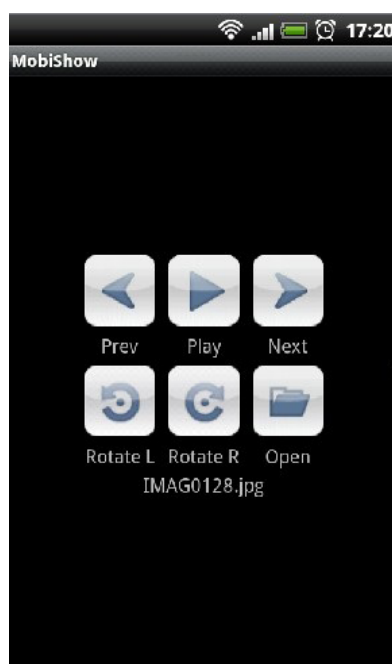 17:20
MobiShow
Prev Play Next
Rotate L Rotate R Open
IMAG0128.jpg